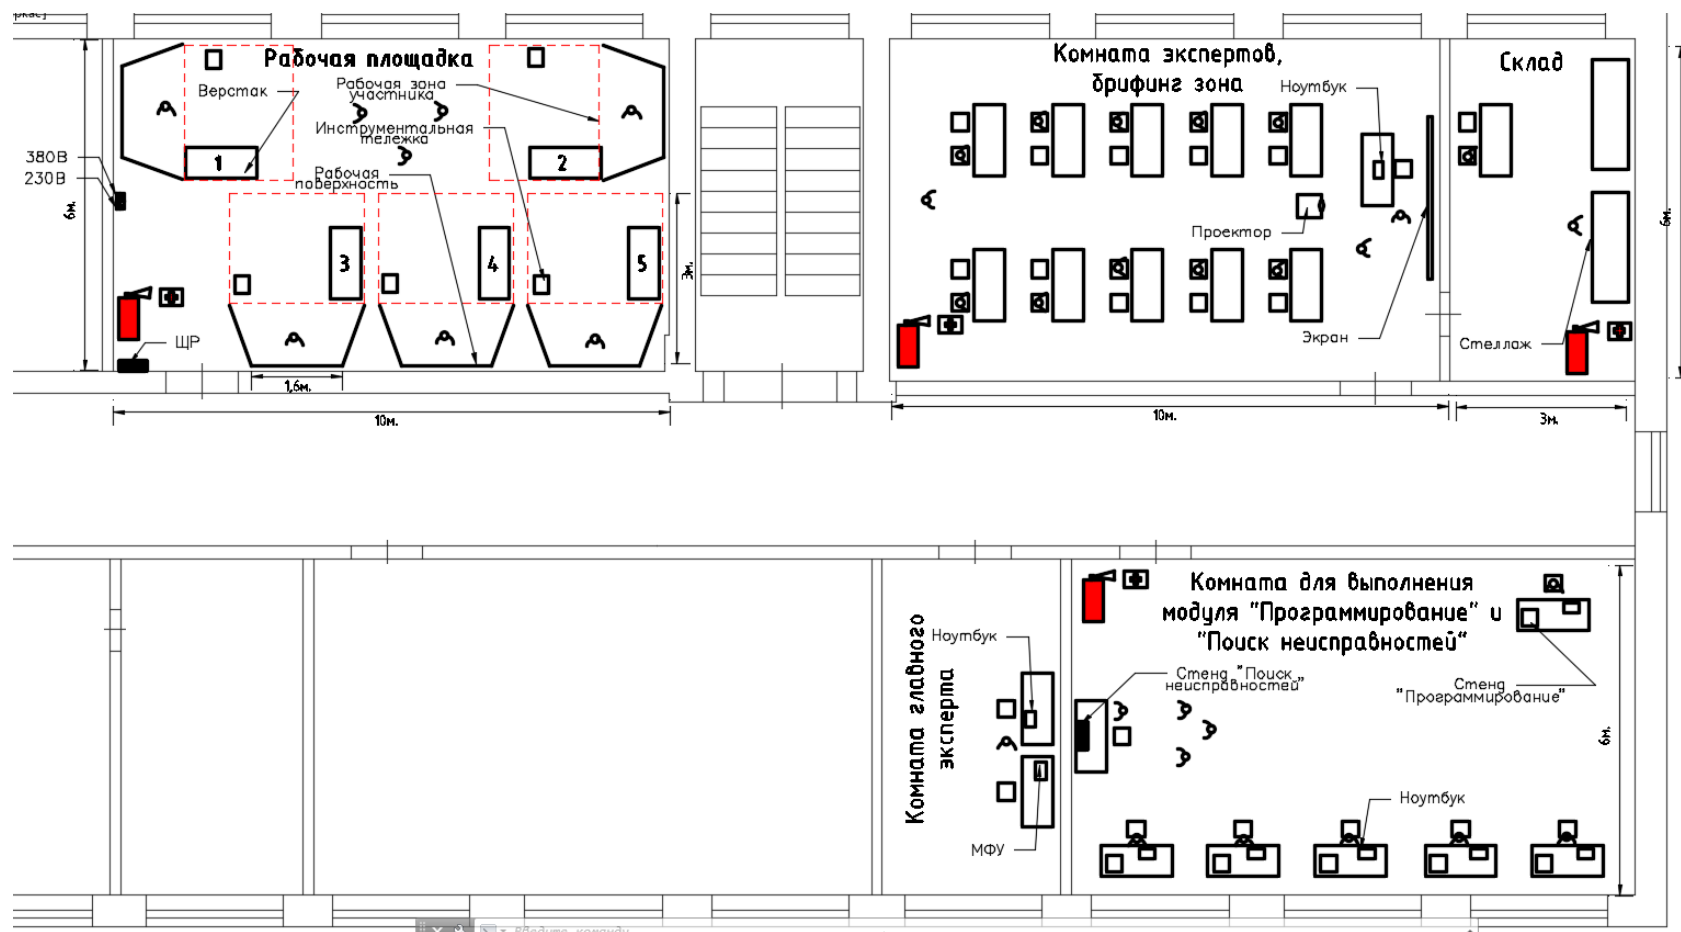 Рабочая площадка
Верстак
Рабочая зона
участника
Инструментальная
тележка
Рабочая
поверхность
1
2
3
4
5
380В
230В
6м.
3м.
ЩР
1,6м.
10м.
Комната экспертов,
брифинг зона
Ноутбук
Проектор
Экран
10м.
Склад
Стеллаж
6м.
3м.
Комната главного
эксперта
Ноутбук
МФУ
Комната для выполнения
модуля "Программирование" и
"Поиск неисправностей"
Стенд "Поиск
неисправностей"
Стенд
"Программирование"
Ноутбук
6м.
Введите команду